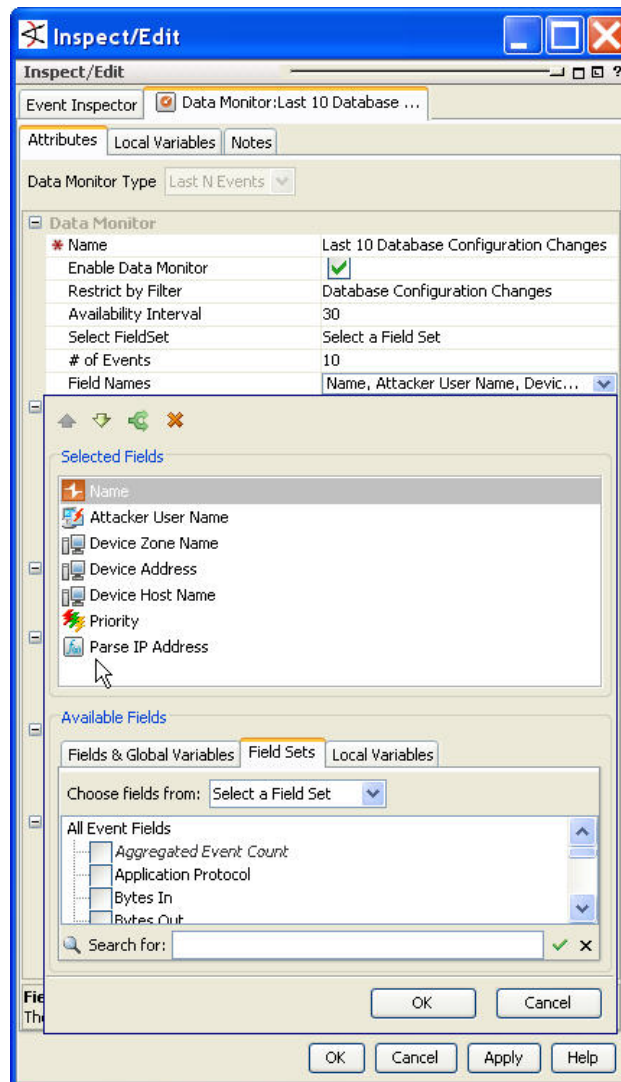 Inspect/Edit
Inspect/Edit ?
Event Inspector Data Monitor:Last 10 Database ...
Attributes Local Variables Notes
Data Monitor Type Last N Events
Data Monitor
* Name Last 10 Database Configuration Changes
Enable Data Monitor
Restrict by Filter Database Configuration Changes
Availability Interval 30
Select FieldSet Select a Field Set
# of Events 10
Field Names Name, Attacker User Name, Devic...
Selected Fields
Name
Attacker User Name
Device Zone Name
Device Address
Device Host Name
Priority
Parse IP Address
Available Fields
Fields & Global Variables Field Sets Local Variables
Choose fields from: Select a Field Set
All Event Fields
Aggregated Event Count
Application Protocol
Bytes In
Bytes Out
Search for:
Fie
The
OK Cancel
OK Cancel Apply Help